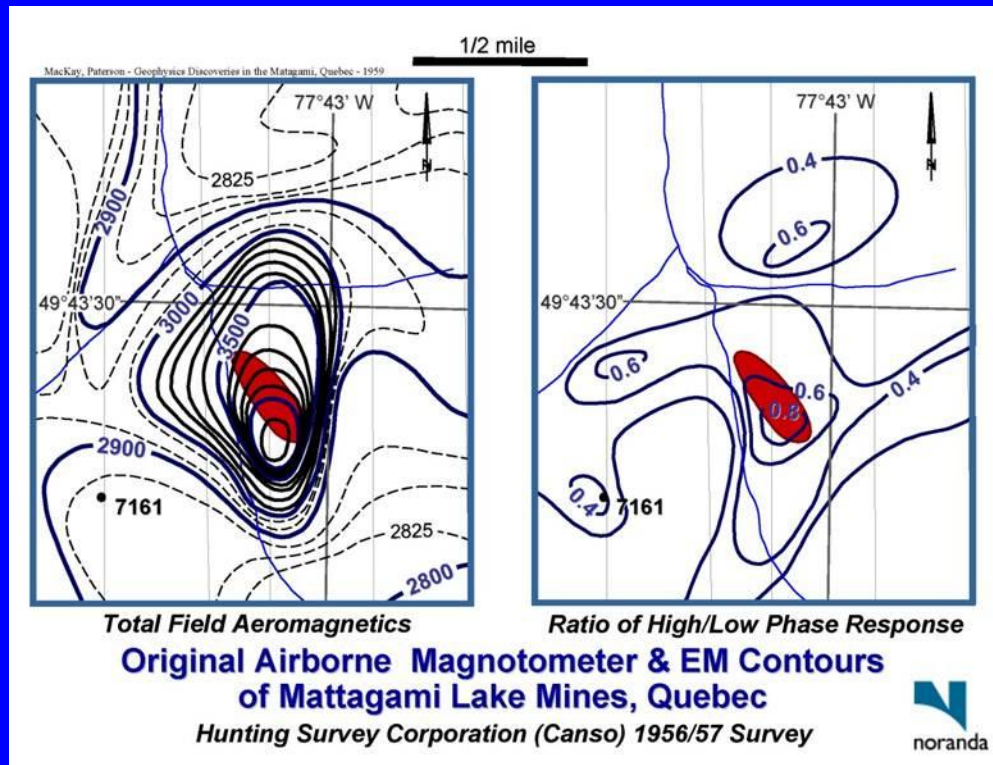 1/2 mile
MacKay, Paterson - Geophysics Discoveries in the Matagami, Quebec - 1959
77°43' W
N
2825
2900
49°43'30"
3000
3500
2900
7161
2825
2800
77°43' W
N
0.4
0.6
49°43'30"
0.6
0.6
0.4
0.8
0.4
7161
Total Field Aeromagnetics
Ratio of High/Low Phase Response
Original Airborne Magnotometer & EM Contours
of Mattagami Lake Mines, Quebec
Hunting Survey Corporation (Canso) 1956/57 Survey
noranda